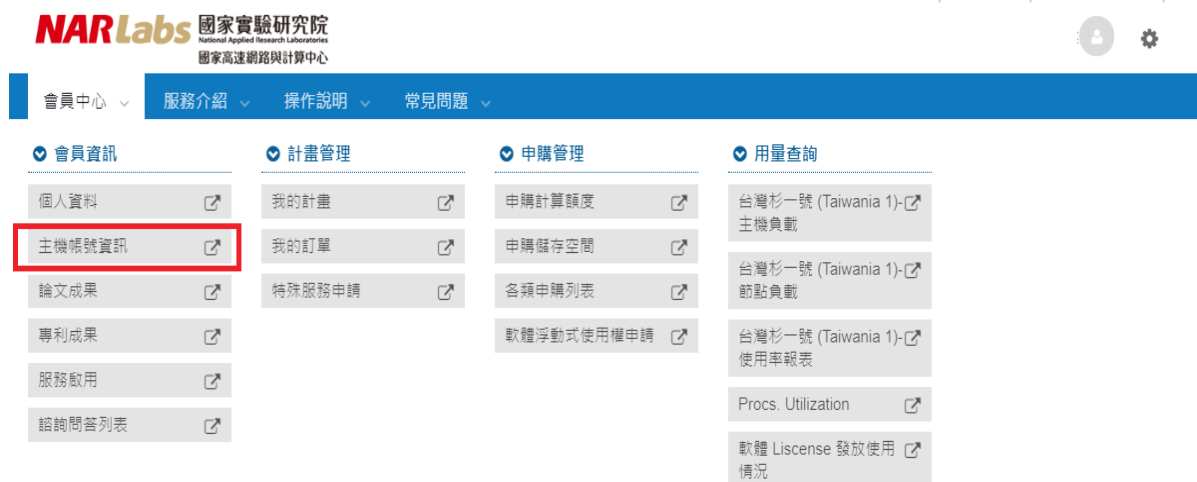 NARLabs 國家實驗研究院
National Applied Research Laboratories
國家高速網路與計算中心
會員中心 服務介紹 操作說明 常見問題
會員資訊
個人資料
主機帳號資訊
論文成果
專利成果
服務啟用
諮詢問答列表
計畫管理
我的計畫
我的訂單
特殊服務申請
申購管理
申購計算額度
申購儲存空間
各類申購列表
軟體浮動式使用權申請
用量查詢
台灣杉一號 (Taiwania 1)-
主機負載
台灣杉一號 (Taiwania 1)-
節點負載
台灣杉一號 (Taiwania 1)-
使用率報表
Procs. Utilization
軟體 Liscense 發放使用
情況